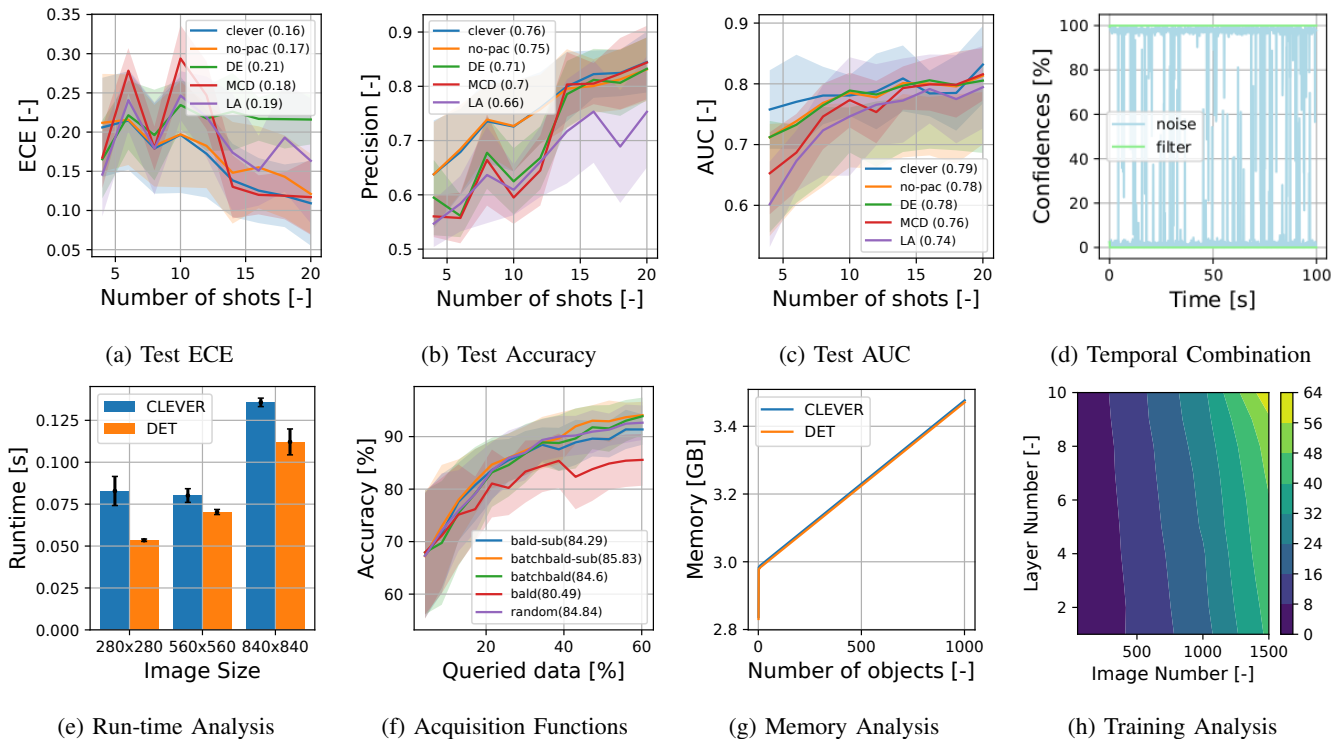 ECE [-]
0.35
0.30
0.25
0.20
0.15
0.10
0.05
clever (0.16)
no-pac (0.17)
DE (0.21)
MCD (0.18)
LA (0.19)
5 10 15 20
Number of shots [-]
(a) Test ECE
Precision [-]
0.9
0.8
0.7
0.6
0.5
clever (0.76)
no-pac (0.75)
DE (0.71)
MCD (0.7)
LA (0.66)
5 10 15 20
Number of shots [-]
(b) Test Accuracy
AUC [-]
0.9
0.8
0.7
0.6
clever (0.79)
no-pac (0.78)
DE (0.78)
MCD (0.76)
LA (0.74)
5 10 15 20
Number of shots [-]
(c) Test AUC
Confidences [%]
100
80
60
40
20
0
noise
filter
0 50 100
Time [s]
(d) Temporal Combination
Runtime [s]
0.125
0.100
0.075
0.050
0.025
0.000
CLEVER
DET
280x280 560x560 840x840
Image Size
(e) Run-time Analysis
Accuracy [%]
90
80
70
60
bald-sub(84.29)
batchbald-sub(85.83)
batchbald(84.6)
bald(80.49)
random(84.84)
0 20 40 60
Queried data [%]
(f) Acquisition Functions
Memory [GB]
3.4
3.2
3.0
2.8
CLEVER
DET
0 500 1000
Number of objects [-]
(g) Memory Analysis
Layer Number [-]
10
8
6
4
2
500 1000 1500
Image Number [-]
64
56
48
40
32
24
16
8
0
(h) Training Analysis